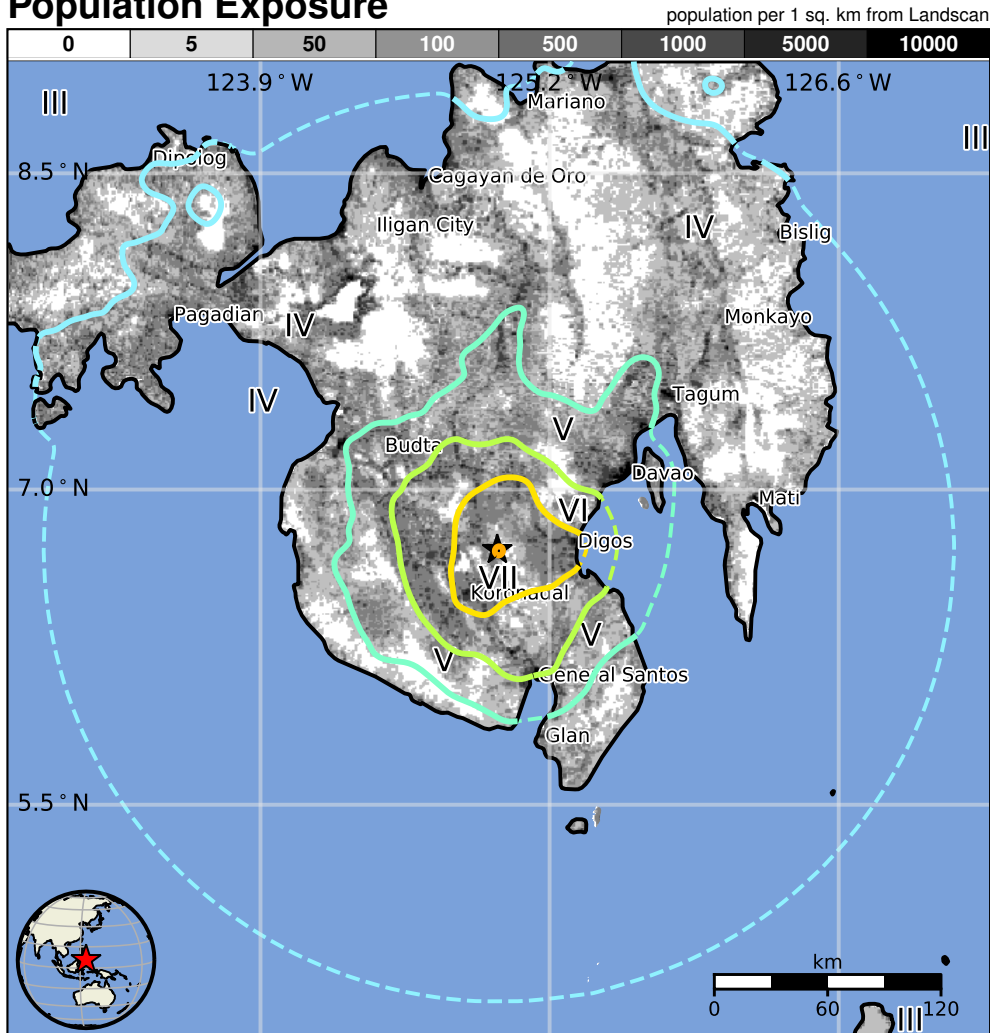 Population Exposure
population per 1 sq. km from Landscan
0 5 50 100 500 1000 5000 10000
123.9°W 125.2°W 126.6°W
III
Mariano
III
Dipolog
8.5°N
Cagayan de Oro
Iligan City
IV
Bislig
Pagadian
IV
Monkayo
IV
Tagum
V
Budta
Davao
7.0°N
Mati
VI
Digos
VII
Koronadal
V
V
General Santos
Glan
5.5°N
km
0 60 120
III